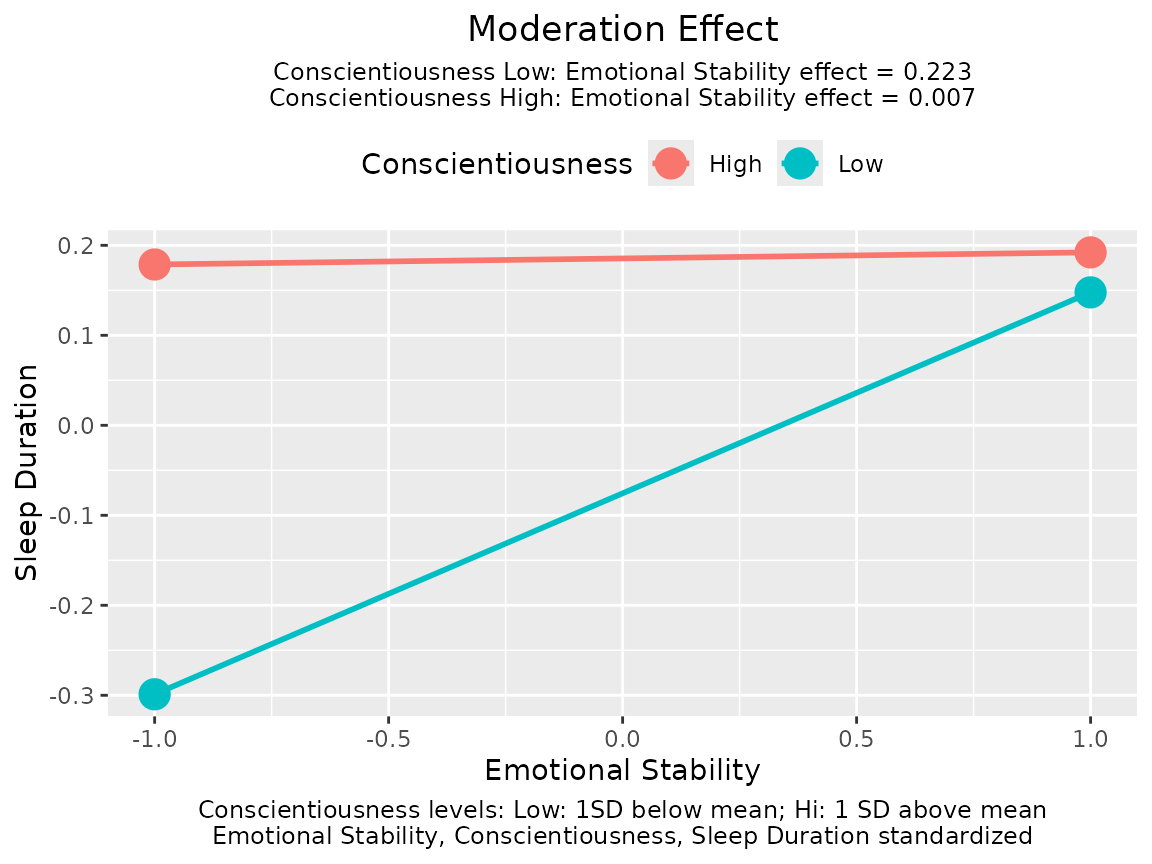 Moderation Effect
Conscientiousness Low: Emotional Stability effect = 0.223
Conscientiousness High: Emotional Stability effect = 0.007
Conscientiousness High Low
Sleep Duration
0.2
0.1
0.0
-0.1
-0.2
-0.3
-1.0 -0.5 0.0 0.5 1.0
Emotional Stability
Conscientiousness levels: Low: 1SD below mean; Hi: 1 SD above mean
Emotional Stability, Conscientiousness, Sleep Duration standardized